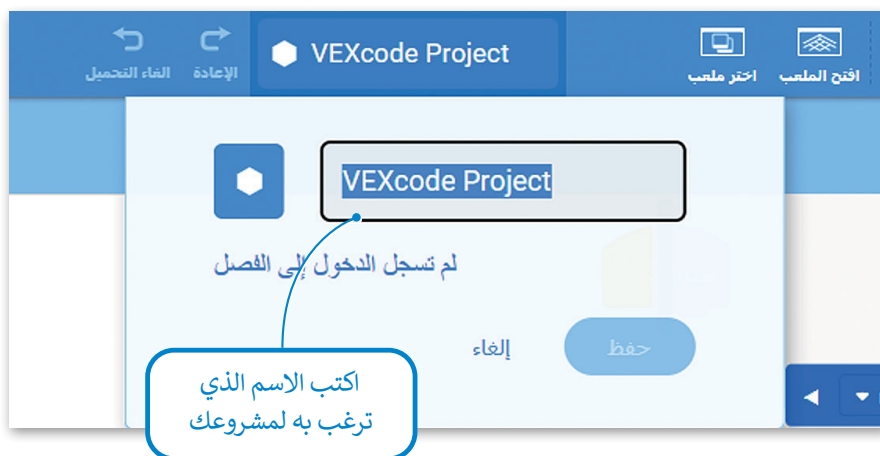 افتح الملعب
اختر ملعب
VEXcode Project
الإعادة
الغاء التحميل
VEXcode Project
لم تسجل الدخول إلى الفصل
حفظ
إلغاء
اكتب الاسم الذي
ترغب به لمشروعك